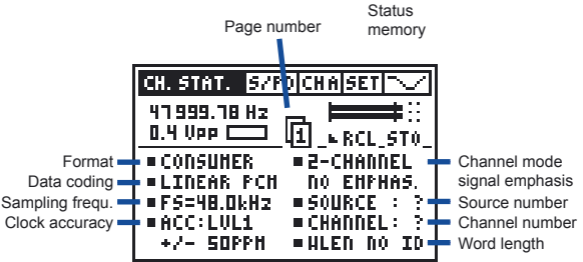 Page number
Status
memory
CH. STAT. S/PD CHA SET
47999.78 Hz
0.4 Vpp
1
RCL_STO_
Format
■ CONSUMER
■ 2-CHANNEL
Channel mode
Data coding
■ LINEAR PCM
NO EMPHAS.
signal emphasis
Sampling frequ.
■ FS=48.0kHz
■ SOURCE : ?
Source number
Clock accuracy
■ ACC:LVL1
■ CHANNEL: ?
Channel number
+/- 50PPM
■ WLEN NO ID
Word length